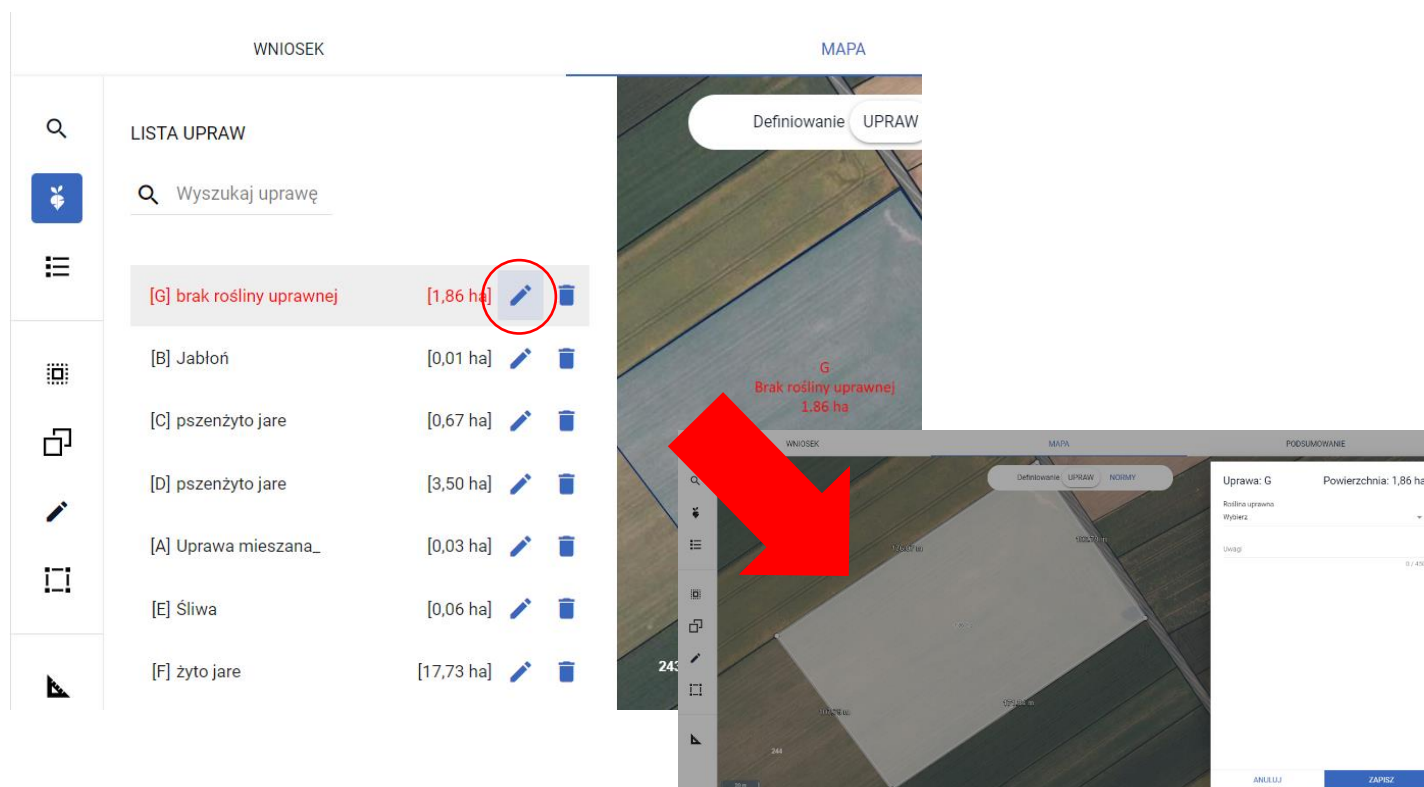 WNIOSEK
MAPA
LISTA UPRAW
Wyszukaj uprawę
[G] brak rośliny uprawnej [1,86 ha]
[B] Jabłoń [0,01 ha]
[C] pszenżyto jare [0,67 ha]
[D] pszenżyto jare [3,50 ha]
[A] Uprawa mieszana_ [0,03 ha]
[E] Śliwa [0,06 ha]
[F] żyto jare [17,73 ha]
Definiowanie UPRAW
G
Brak rośliny uprawnej
1.86 ha
243
WNIOSEK
MAPA
PODSUMOWANIE
Definiowanie UPRAW NORMY
244
Uprawa: G Powierzchnia: 1,86 ha
Roślina uprawna
Wybierz
Uwagi
ANULUJ
ZAPISZ